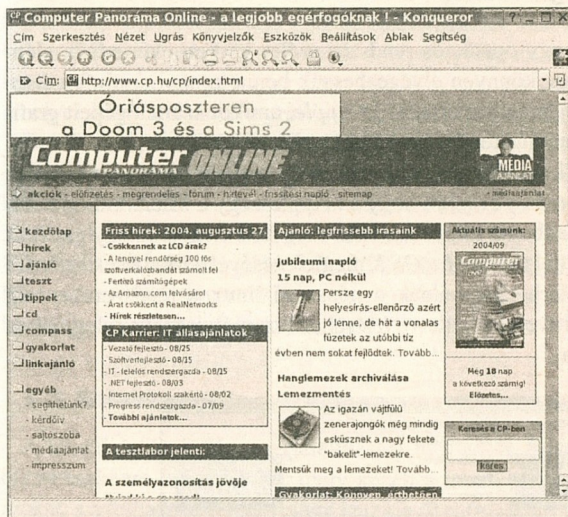 Computer Panoráma Online - a legjobb egérfogóknak ! - Konqueror
Cím Szerkesztés Nézet Ugrás Könyvjelzők Eszközök Beállítások Ablak Segítség
Cím: http://www.cp.hu/cp/index.html
Óriásposzteren
a Doom 3 és a Sims 2
Computer ONLINE
PANORÁMA
MÉDIA
AJÁNLAT
akciók - előfizetés - megrendelés - fórum - hírlevél - frissítési napló - sitemap
médiaajánlat
kezdőlap
hírek
ajánló
teszt
tippek
cd
compass
gyakorlat
linkajánló
egyéb
- segíthetünk?
- kérdőív
- sajtószoba
- médiaajánlat
- impresszum
Friss hírek: 2004. augusztus 27.
- Csökkennek az LCD árak?
- A lengyel rendőrség 100 fős
szoftverkalózbandát számolt fel
- Fertőző számítógépek
- Az Amazon.com felvásárol
- Árat csökkent a RealNetworks
- Hírek részletesen...
CP Karrier: IT állásajánlatok
- Vezető fejlesztő - 08/25
- Szoftverfejlesztő - 08/15
- IT - felelős rendszergazda - 08/15
- .NET fejlesztő - 08/03
- Internet Protokoll szakértő - 08/02
- Progress rendszergazda - 07/09
- További ajánlatok...
A tesztlabor jelenti:
A személyazonosítás jövője
Ajánló: legfrissebb írásaink
Jubileumi napló
15 nap, PC nélkül
Persze egy
helyesírás-ellenőrző azért
jó lenne, de hát a vonalas
füzetek az utóbbi tíz
évben nem sokat fejlődtek. Tovább...
Hanglemezek archiválása
Lemezmentés
Az igazán vájtfülű
zenerajongók még mindig
esküsznek a nagy fekete
"bakelit"-lemezekre.
Mentsük meg a lemezeket! Tovább...
Gyakorlat: Könnyen, érthetően
Aktuális számunk:
2004/09
Computer
Még 18 nap
a következő számig!
Előzetes...
Keresés a CP-ben
keres